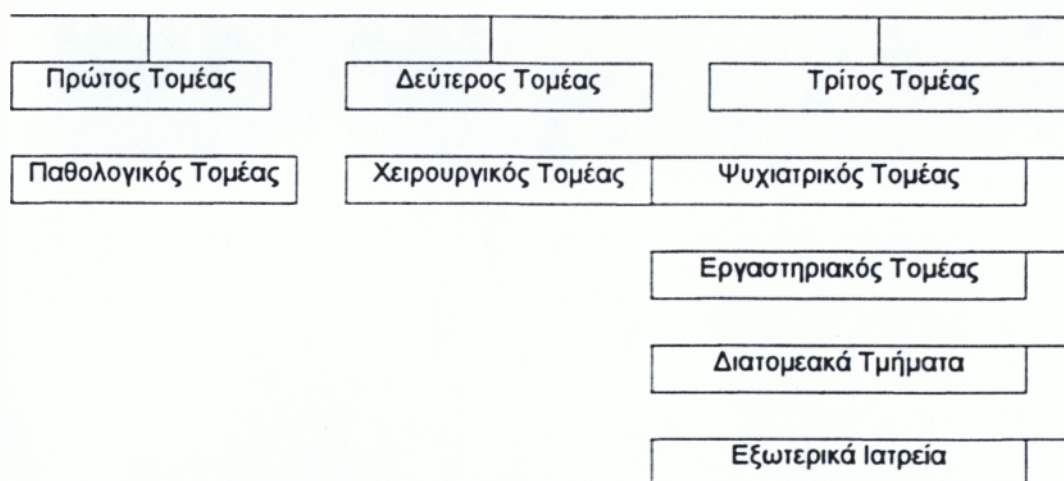 Πρώτος Τομέας
Δεύτερος Τομέας
Τρίτος Τομέας
Παθολογικός Τομέας
Χειρουργικός Τομέας
Ψυχιατρικός Τομέας
Εργαστηριακός Τομέας
Διατομεακά Τμήματα
Εξωτερικά Ιατρεία